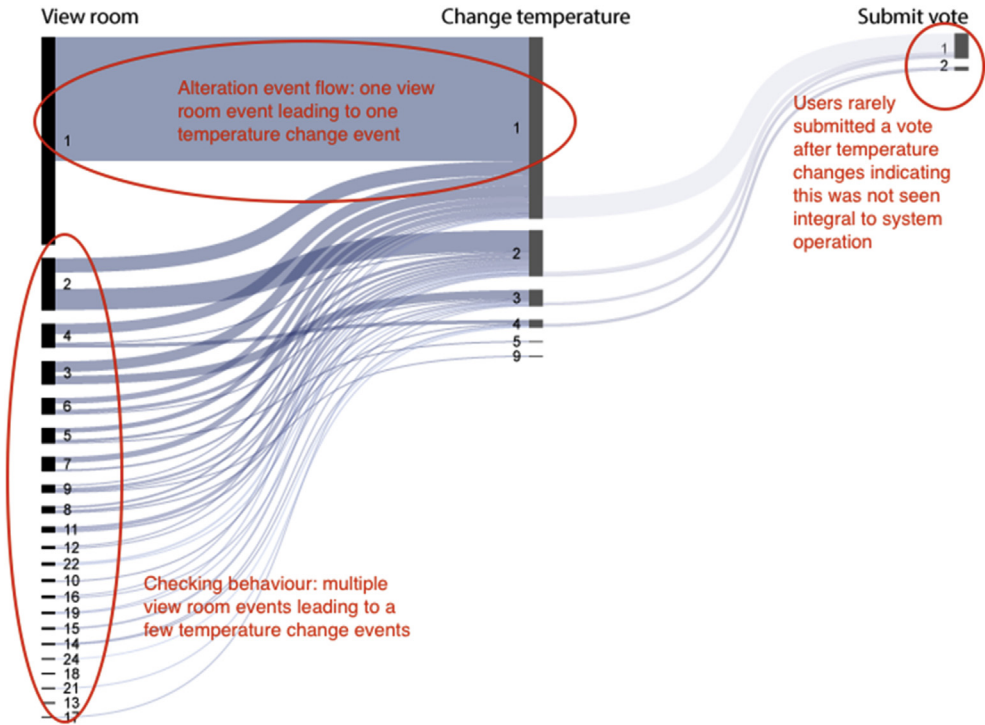 View room
Change temperature
Submit vote
Alteration event flow: one view
room event leading to one
temperature change event
1
1
1
2
Users rarely
submitted a vote
after temperature
changes indicating
this was not seen
integral to system
operation
2
2
3
4
5
9
4
3
6
5
7
9
8
11
12
22
10
16
19
15
14
24
18
21
13
17
Checking behaviour: multiple
view room events leading to a
few temperature change events